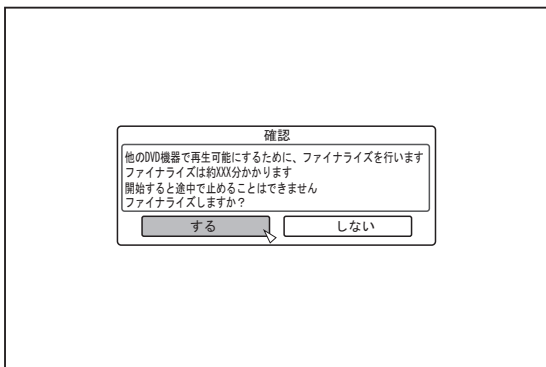 確認
他のDVD機器で再生可能にするために、ファイナライズを行います
ファイナライズは約XXX分かかります
開始すると途中で止めることはできません
ファイナライズしますか？
する
しない